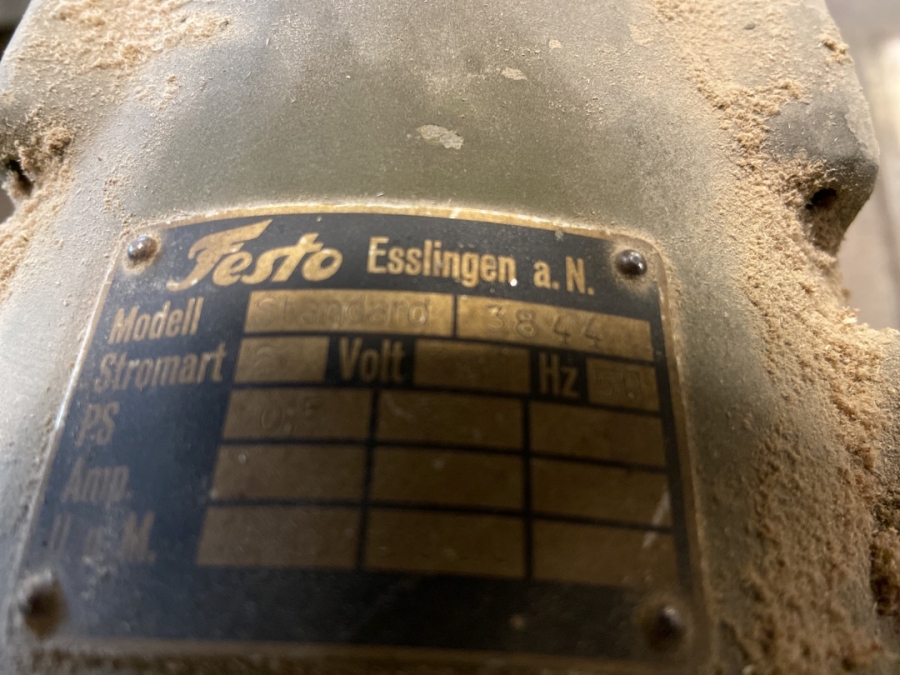 Festo Esslingen a. N.
Modell Standard 3844
Stromart Volt Hz 50
PS
Amp.
U p M.